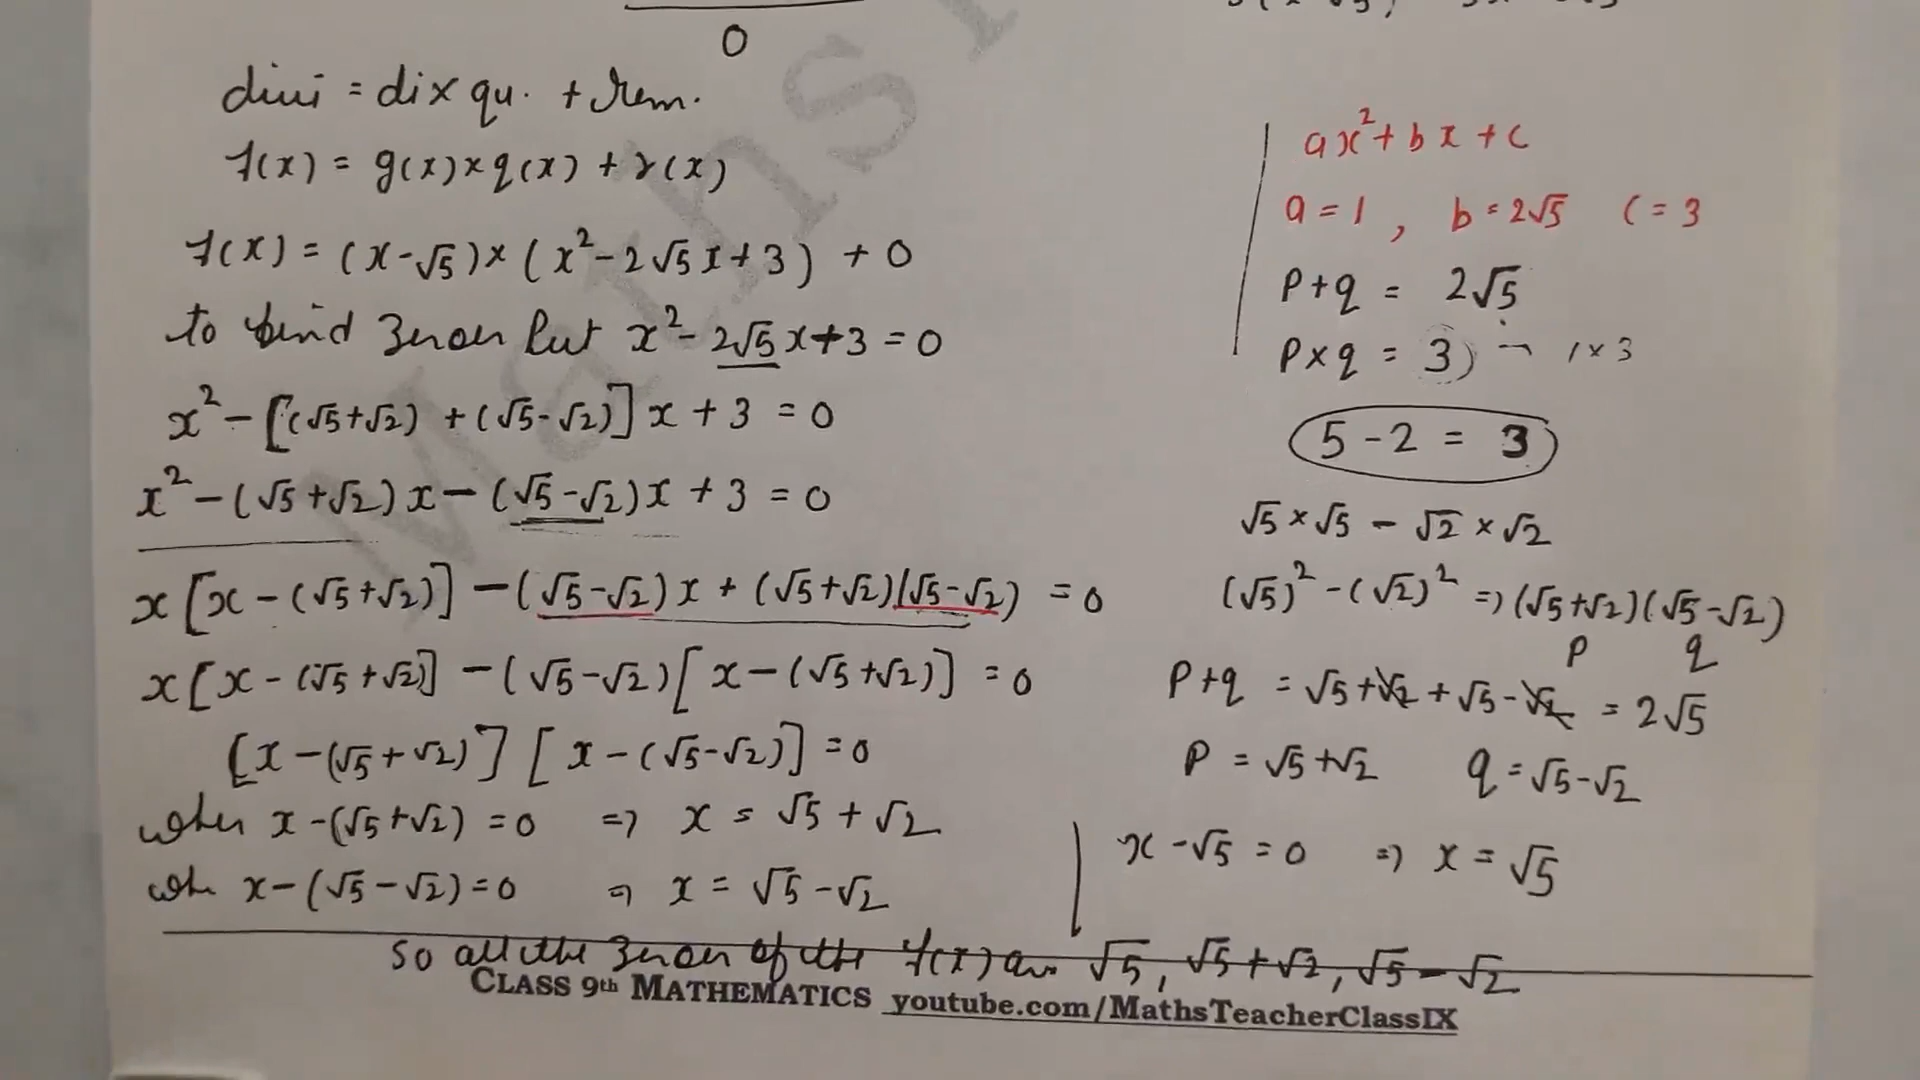 0
divi = di x qu. + rem.
f(x) = g(x) x q(x) + r(x)
f(x) = (x-√5) x (x² - 2√5x + 3) + 0
to find zeroes Put x² - 2√5x + 3 = 0
x² - [(√5+√2) + (√5-√2)] x + 3 = 0
x² - (√5+√2)x - (√5-√2)x + 3 = 0
x[x - (√5+√2)] - (√5-√2)x + (√5+√2)(√5-√2) = 0
x[x - (√5+√2)] - (√5-√2)[x - (√5+√2)] = 0
[x - (√5+√2)] [x - (√5-√2)] = 0
when x - (√5+√2) = 0 => x = √5 + √2
wh x - (√5-√2) = 0 => x = √5 - √2
ax² + bx + c
a = 1, b = 2√5 c = 3
P+q = 2√5
P x q = 3) → 1 x 3
5 - 2 = 3
√5 x √5 - √2 x √2
(√5)² - (√2)² => (√5+√2)(√5-√2)
P q
P+q = √5 + √2 + √5 - √2 = 2√5
P = √5+√2 q = √5-√2
x - √5 = 0 => x = √5
so all the zeroes of the f(x) are √5, √5+√2, √5-√2
CLASS 9th MATHEMATICS youtube.com/MathsTeacherClassIX